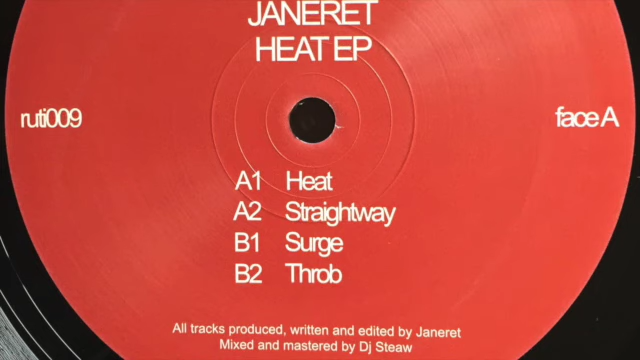 JANERET
HEAT EP
ruti009
face A
A1 Heat
A2 Straightway
B1 Surge
B2 Throb
All tracks produced, written and edited by Janeret
Mixed and mastered by Dj Steaw